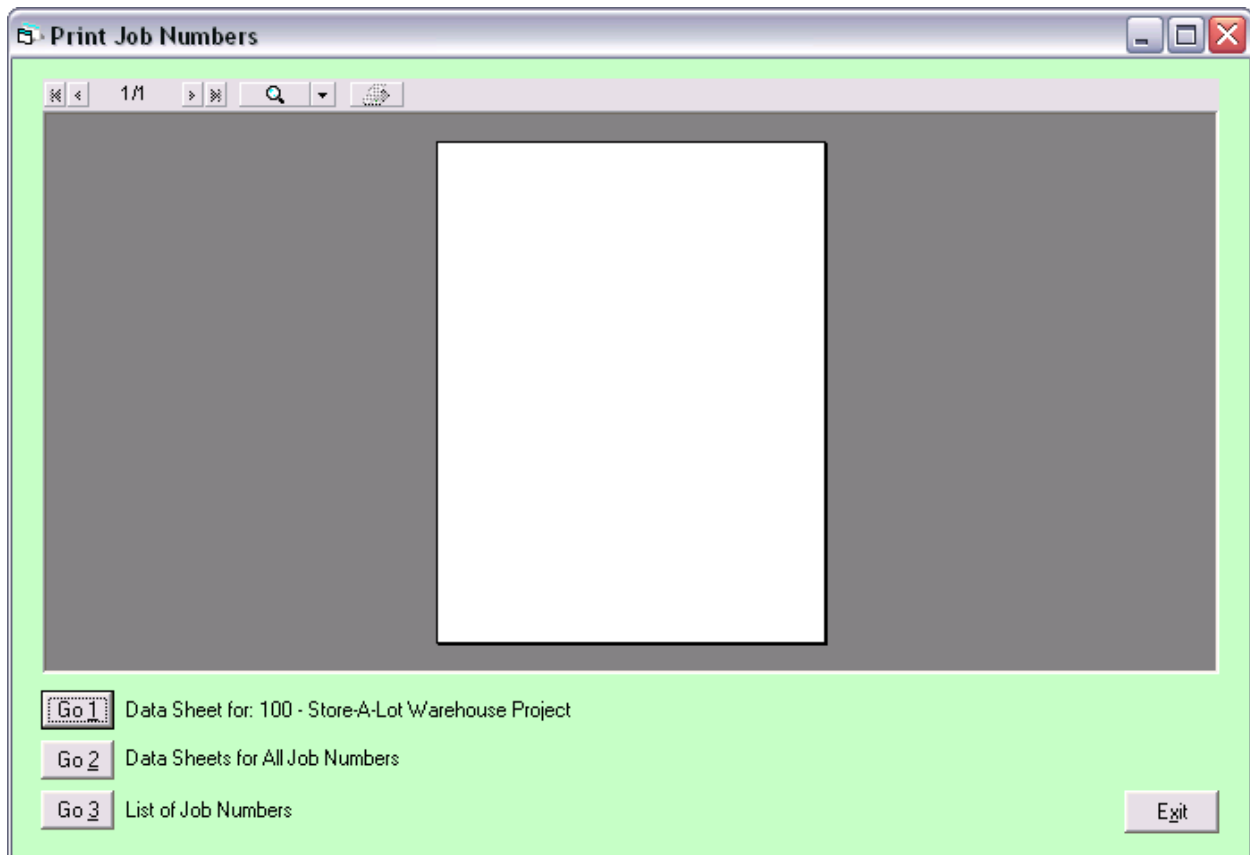 Print Job Numbers
1/1
Go 1 Data Sheet for: 100 - Store-A-Lot Warehouse Project
Go 2 Data Sheets for All Job Numbers
Go 3 List of Job Numbers
Exit